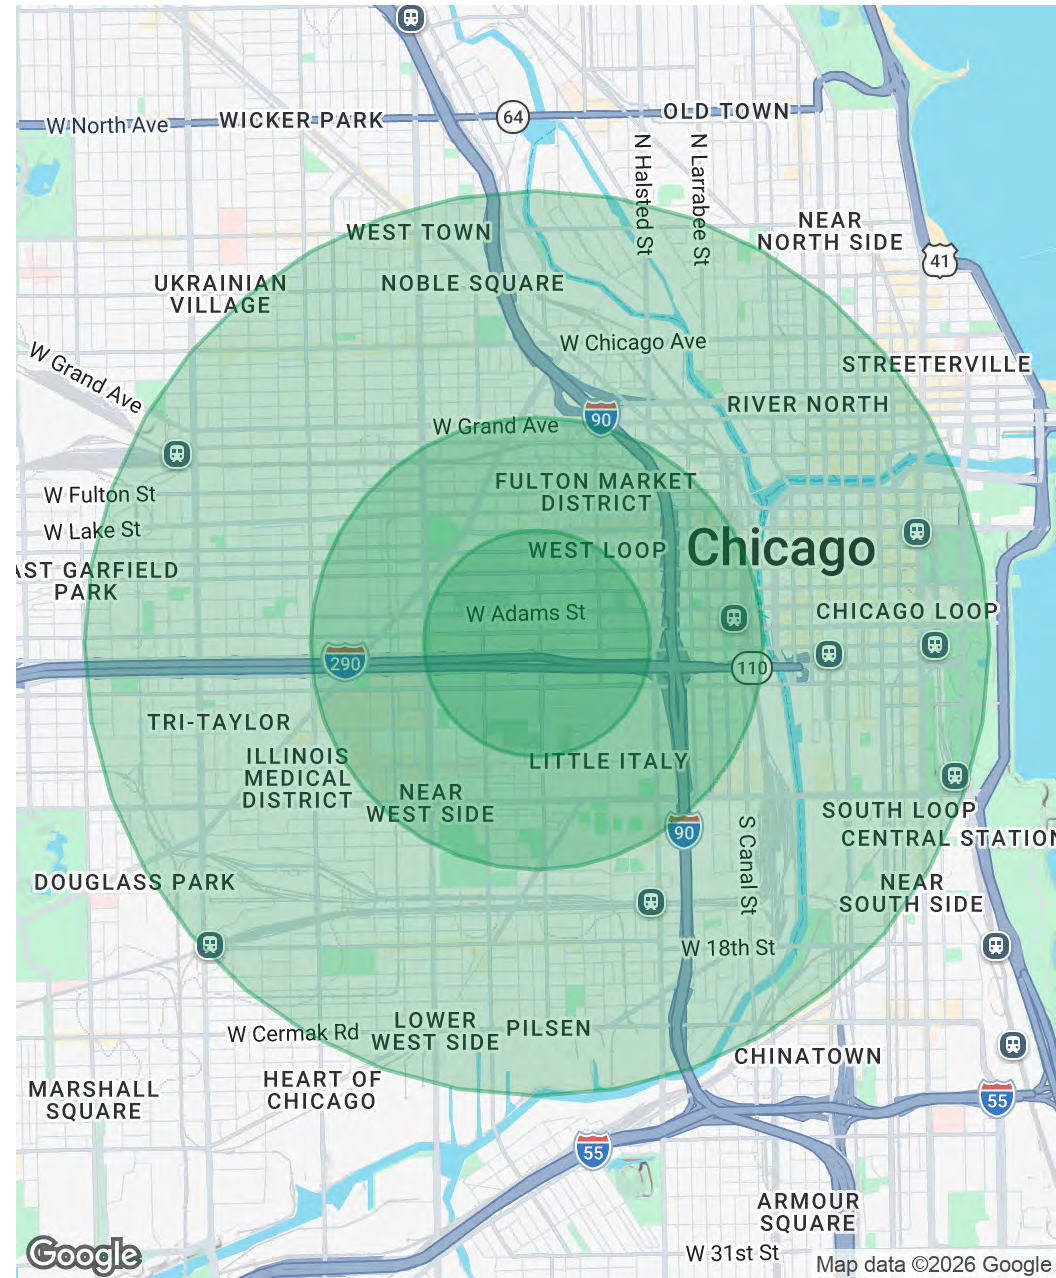 W North Ave
WICKER PARK
64
OLD TOWN
N Halsted St
N Larrabee St
WEST TOWN
NEAR
NORTH SIDE
41
UKRAINIAN
VILLAGE
NOBLE SQUARE
W Grand Ave
W Chicago Ave
STREETERVILLE
RIVER NORTH
90
W Grand Ave
FULTON MARKET
DISTRICT
W Fulton St
W Lake St
WEST LOOP
Chicago
AST GARFIELD
PARK
W Adams St
CHICAGO LOOP
290
110
TRI-TAYLOR
ILLINOIS
MEDICAL
DISTRICT
LITTLE ITALY
NEAR
WEST SIDE
90
S Canal St
SOUTH LOOP
CENTRAL STATION
DOUGLASS PARK
NEAR
SOUTH SIDE
W 18th St
W Cermak Rd
LOWER
WEST SIDE
PILSEN
CHINATOWN
MARSHALL
SQUARE
HEART OF
CHICAGO
55
55
ARMOUR
SQUARE
W 31st St
Google
Map data ©2026 Google